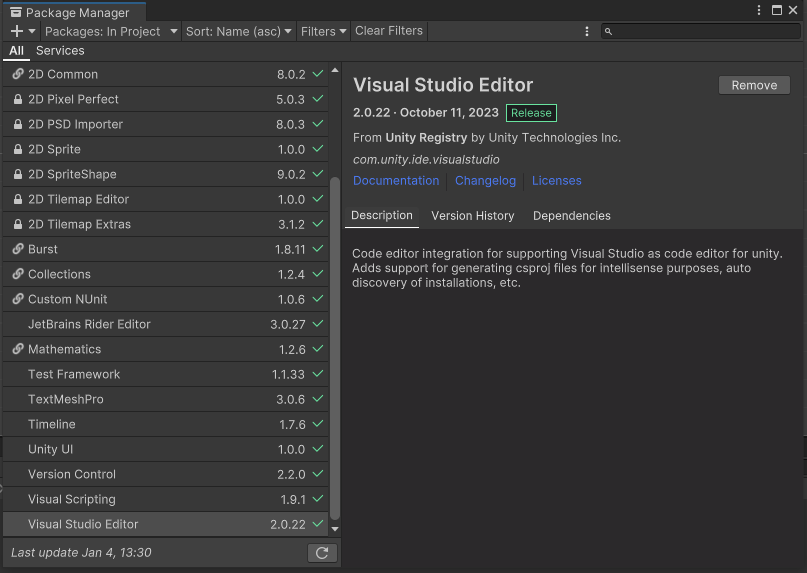 Package Manager
Packages: In Project Sort: Name (asc) Filters Clear Filters
All Services
2D Common 8.0.2
2D Pixel Perfect 5.0.3
2D PSD Importer 8.0.3
2D Sprite 1.0.0
2D SpriteShape 9.0.2
2D Tilemap Editor 1.0.0
2D Tilemap Extras 3.1.2
Burst 1.8.11
Collections 1.2.4
Custom NUnit 1.0.6
JetBrains Rider Editor 3.0.27
Mathematics 1.2.6
Test Framework 1.1.33
TextMeshPro 3.0.6
Timeline 1.7.6
Unity UI 1.0.0
Version Control 2.2.0
Visual Scripting 1.9.1
Visual Studio Editor 2.0.22
Last update Jan 4, 13:30
Visual Studio Editor Remove
2.0.22 · October 11, 2023 Release
From Unity Registry by Unity Technologies Inc.
com.unity.ide.visualstudio
Documentation Changelog Licenses
Description Version History Dependencies
Code editor integration for supporting Visual Studio as code editor for unity.
Adds support for generating csproj files for intellisense purposes, auto
discovery of installations, etc.